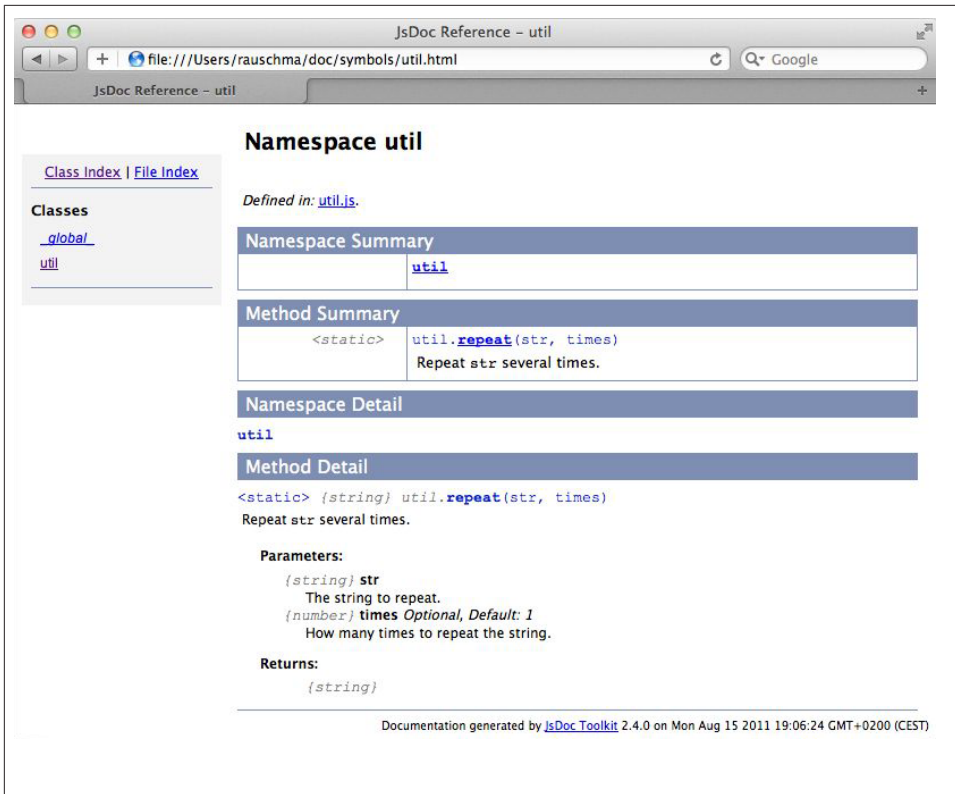 JsDoc Reference – util
file:///Users/rauschma/doc/symbols/util.html
Google
JsDoc Reference – util
Class Index | File Index
Classes
_global_
util
Namespace util
Defined in: util.js.
Namespace Summary
util
Method Summary
<static> util.repeat(str, times)
Repeat str several times.
Namespace Detail
util
Method Detail
<static> {string} util.repeat(str, times)
Repeat str several times.
Parameters:
{string} str
The string to repeat.
{number} times Optional, Default: 1
How many times to repeat the string.
Returns:
{string}
Documentation generated by JsDoc Toolkit 2.4.0 on Mon Aug 15 2011 19:06:24 GMT+0200 (CEST)